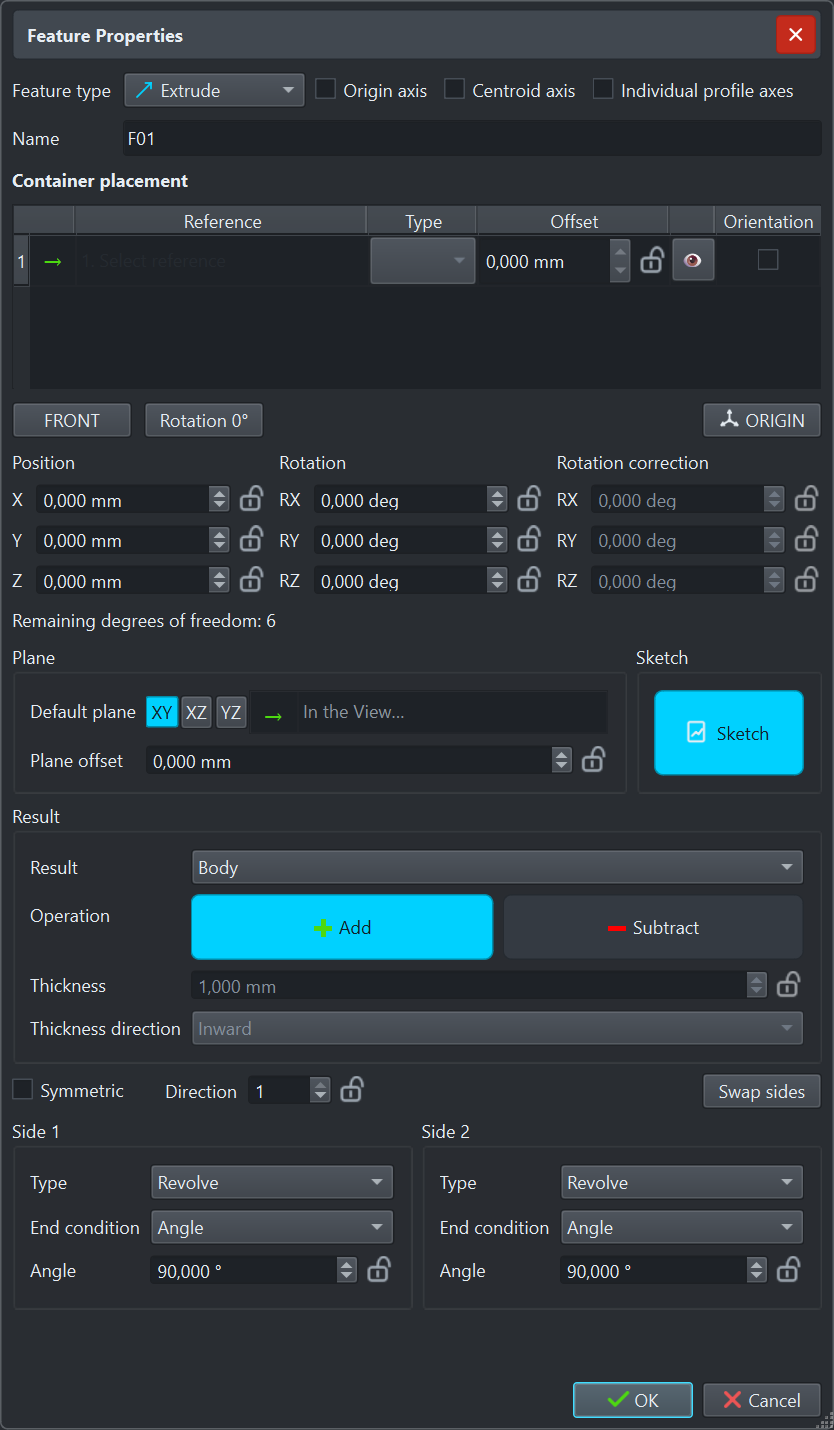 Feature Properties
Feature type Extrude Origin axis Centroid axis Individual profile axes
Name F01
Container placement
Reference Type Offset Orientation
1 1. Select reference 0,000 mm
FRONT Rotation 0° ORIGIN
Position Rotation Rotation correction
X 0,000 mm RX 0,000 deg RX 0,000 deg
Y 0,000 mm RY 0,000 deg RY 0,000 deg
Z 0,000 mm RZ 0,000 deg RZ 0,000 deg
Remaining degrees of freedom: 6
Plane Sketch
Default plane XY XZ YZ → In the View...
Plane offset 0,000 mm
Sketch
Result
Result Body
Operation Add Subtract
Thickness 1,000 mm
Thickness direction Inward
Symmetric Direction 1 Swap sides
Side 1 Side 2
Type Revolve Type Revolve
End condition Angle End condition Angle
Angle 90,000 ° Angle 90,000 °
OK Cancel